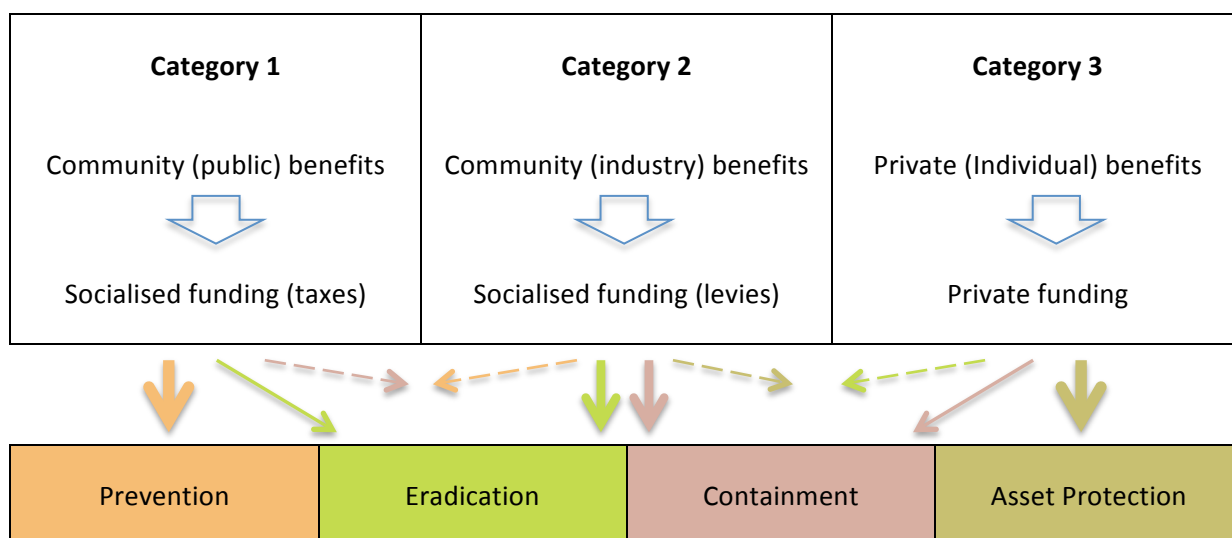 Category 1
Category 2
Category 3
Community (public) benefits
Community (industry) benefits
Private (Individual) benefits
Socialised funding (taxes)
Socialised funding (levies)
Private funding
Prevention
Eradication
Containment
Asset Protection